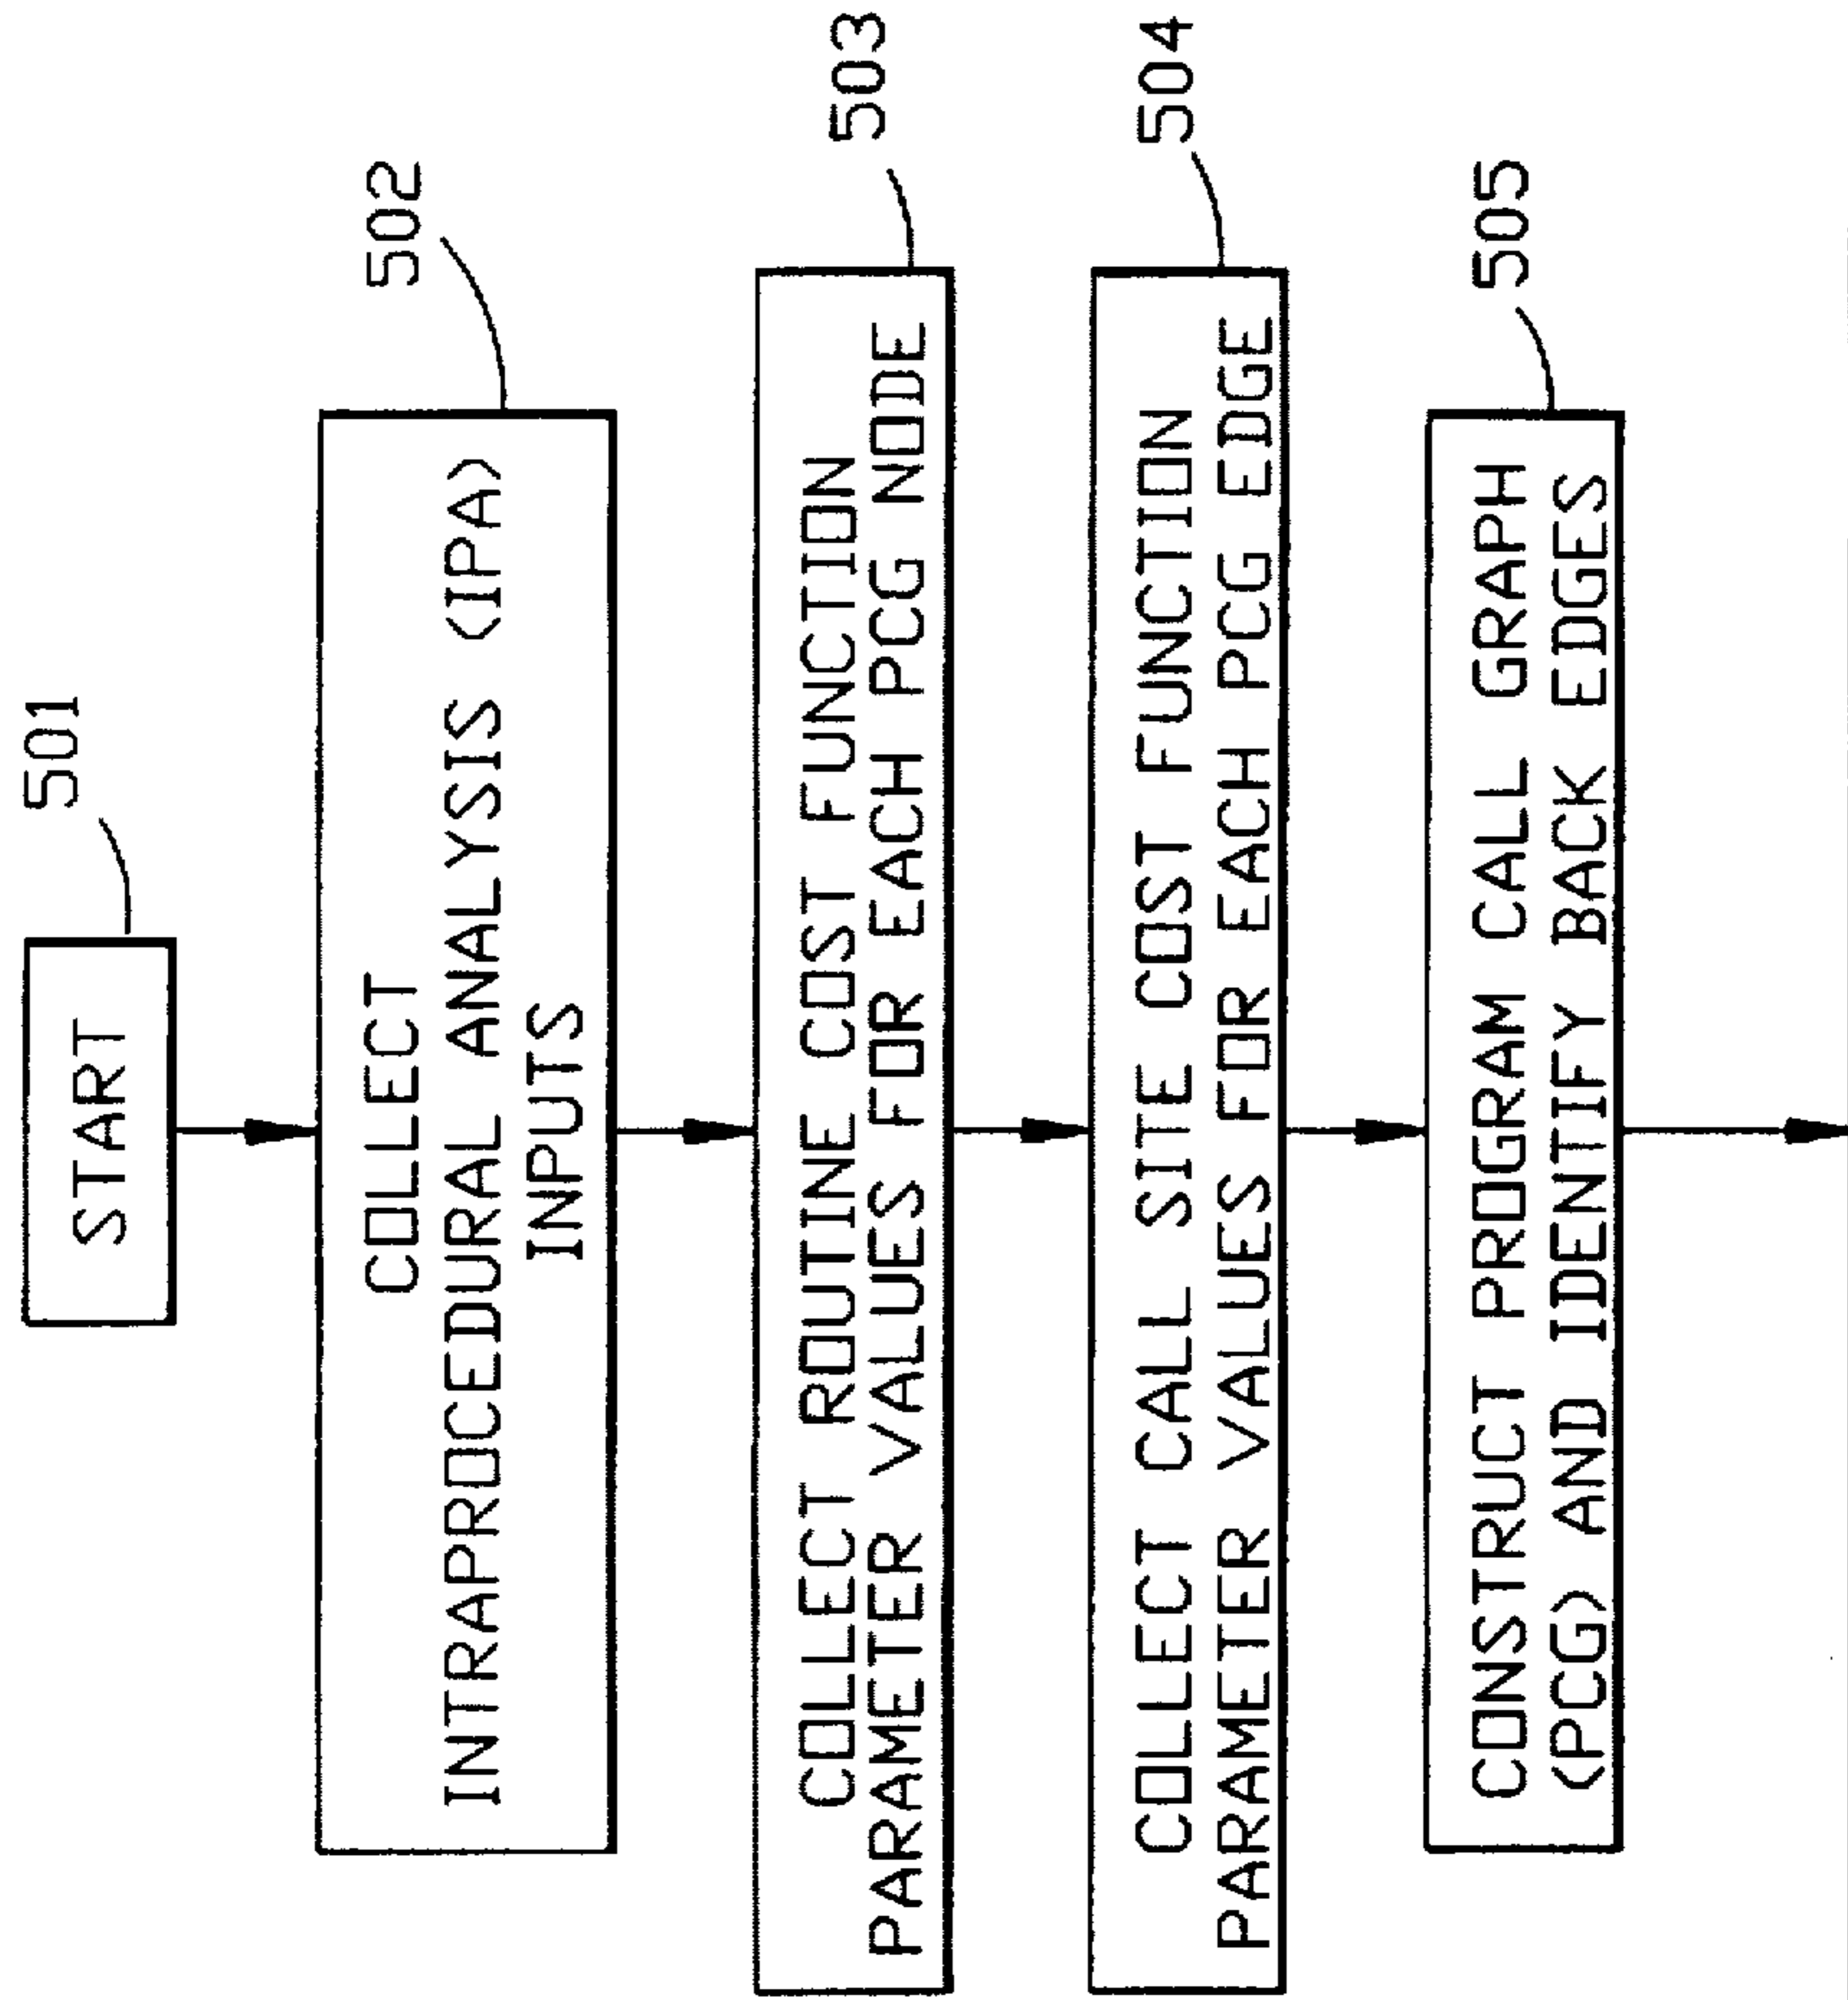 501
START
502
COLLECT
INTRAPROCEDURAL ANALYSIS (IPA)
INPUTS
503
COLLECT ROUTINE COST FUNCTION
PARAMETER VALUES FOR EACH PCG NODE
504
COLLECT CALL SITE COST FUNCTION
PARAMETER VALUES FOR EACH PCG EDGE
505
CONSTRUCT PROGRAM CALL GRAPH
(PCG) AND IDENTIFY BACK EDGES